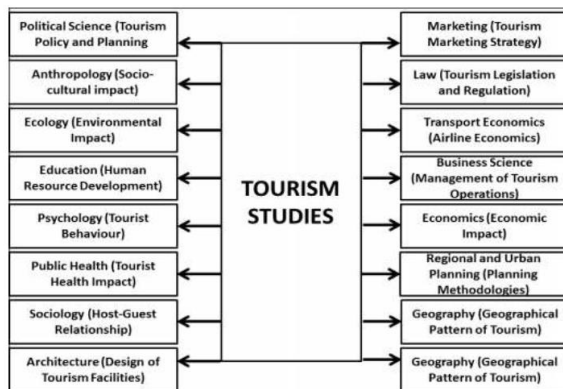 Political Science (Tourism
Policy and Planning
Anthropology (Socio-
cultural impact)
Ecology (Environmental
Impact)
Education (Human
Resource Development)
Psychology (Tourist
Behaviour)
Public Health (Tourist
Health Impact)
Sociology (Host-Guest
Relationship)
Architecture (Design of
Tourism Facilities)
TOURISM
STUDIES
Marketing (Tourism
Marketing Strategy)
Law (Tourism Legislation
and Regulation)
Transport Economics
(Airline Economics)
Business Science
(Management of Tourism
Operations)
Economics (Economic
Impact)
Regional and Urban
Planning (Planning
Methodologies)
Geography (Geographical
Pattern of Tourism)
Geography (Geographical
Pattern of Tourism)